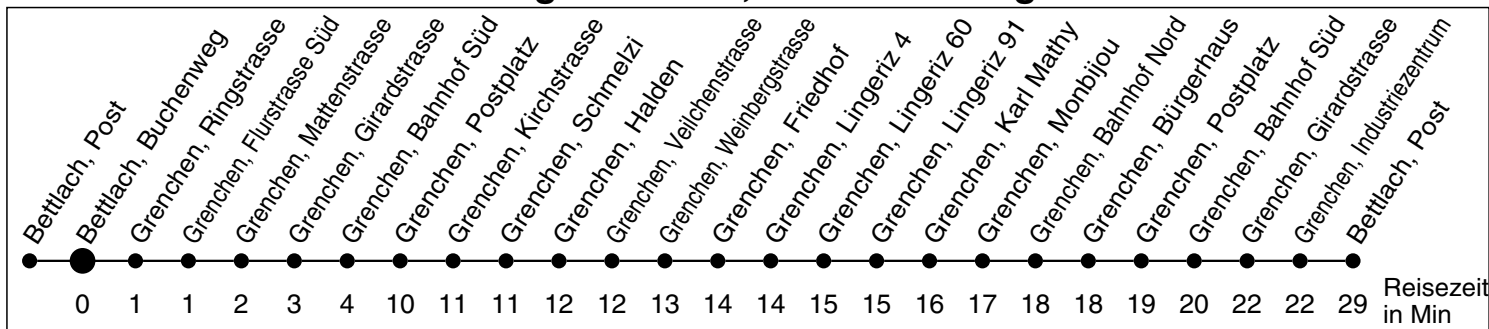 Bettlach, Post
Bettlach, Buchenweg
Grenchen, Ringstrasse
Grenchen, Flurstrasse Süd
Grenchen, Mattenstrasse
Grenchen, Girardstrasse
Grenchen, Bahnhof Süd
Grenchen, Postplatz
Grenchen, Kirchstrasse
Grenchen, Schmelzi
Grenchen, Halden
Grenchen, Veilchenstrasse
Grenchen, Weinbergstrasse
Grenchen, Friedhof
Grenchen, Lingeriz 4
Grenchen, Lingeriz 60
Grenchen, Lingeriz 91
Grenchen, Karl Mathy
Grenchen, Monbijou
Grenchen, Bahnhof Nord
Grenchen, Bürgerhaus
Grenchen, Postplatz
Grenchen, Bahnhof Süd
Grenchen, Girardstrasse
Grenchen, Industriezentrum
Bettlach, Post
0 1 1 2 3 4 10 11 11 12 12 13 14 14 15 15 16 17 18 18 19 20 22 22 29
Reisezeit
in Min